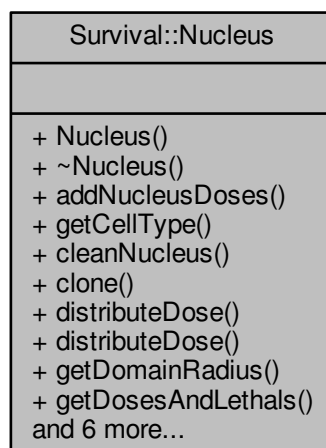 Survival::Nucleus
+ Nucleus()
+ ~Nucleus()
+ addNucleusDoses()
+ getCellType()
+ cleanNucleus()
+ clone()
+ distributeDose()
+ distributeDose()
+ getDomainRadius()
+ getDosesAndLethals()
and 6 more...